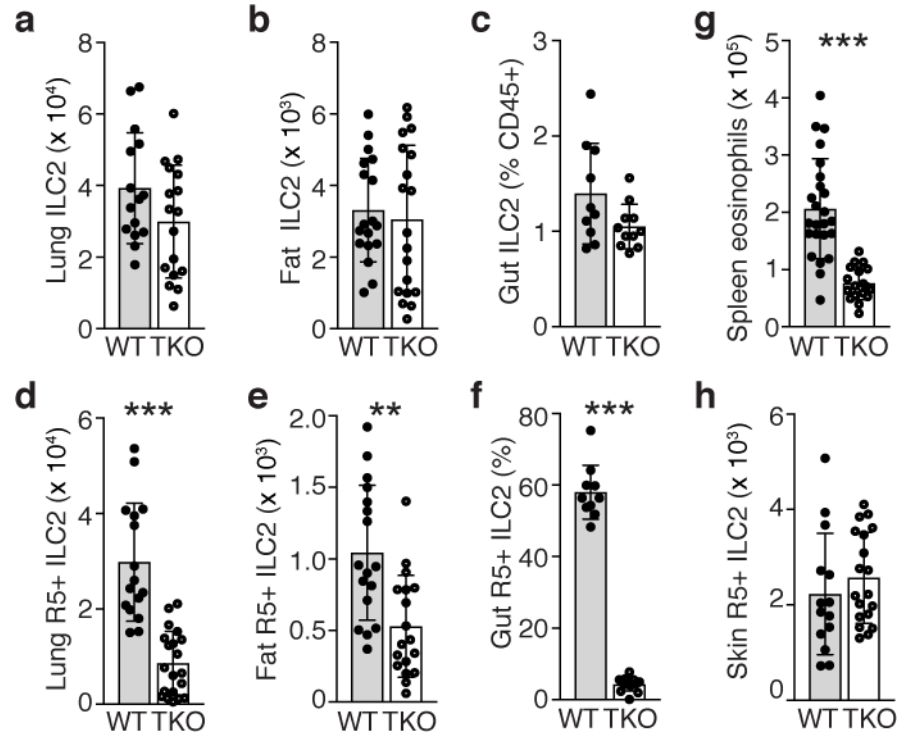 a
Lung ILC2 (x 10⁴)
8
6
4
2
0
WT TKO
b
Fat ILC2 (x 10³)
8
6
4
2
0
WT TKO
c
Gut ILC2 (% CD45+)
3
2
1
0
WT TKO
g
Spleen eosinophils (x 10⁵)
***
5
4
3
2
1
0
WT TKO
d
Lung R5+ ILC2 (x 10⁴)
***
6
4
2
0
WT TKO
e
Fat R5+ ILC2 (x 10³)
**
2.0
1.5
1.0
0.5
0
WT TKO
f
Gut R5+ ILC2 (%)
***
80
60
40
20
0
WT TKO
h
Skin R5+ ILC2 (x 10³)
6
4
2
0
WT TKO